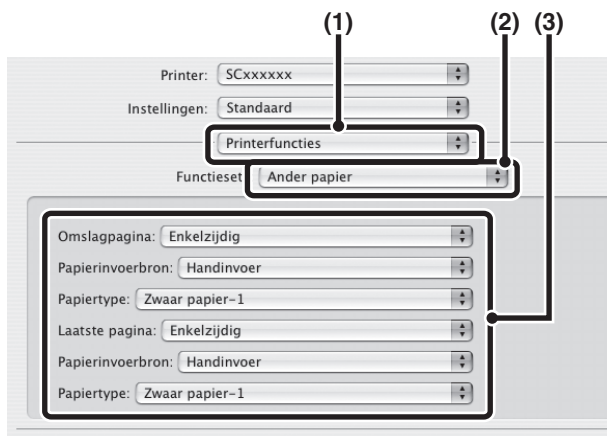 (1) (2) (3)
Printer: SCxxxxxx
Instellingen: Standaard
Printerfuncties
Functieset Ander papier
Omslagpagina: Enkelzijdig
Papierinvoerbron: Handinvoer
Papiertype: Zwaar papier-1
Laatste pagina: Enkelzijdig
Papierinvoerbron: Handinvoer
Papiertype: Zwaar papier-1